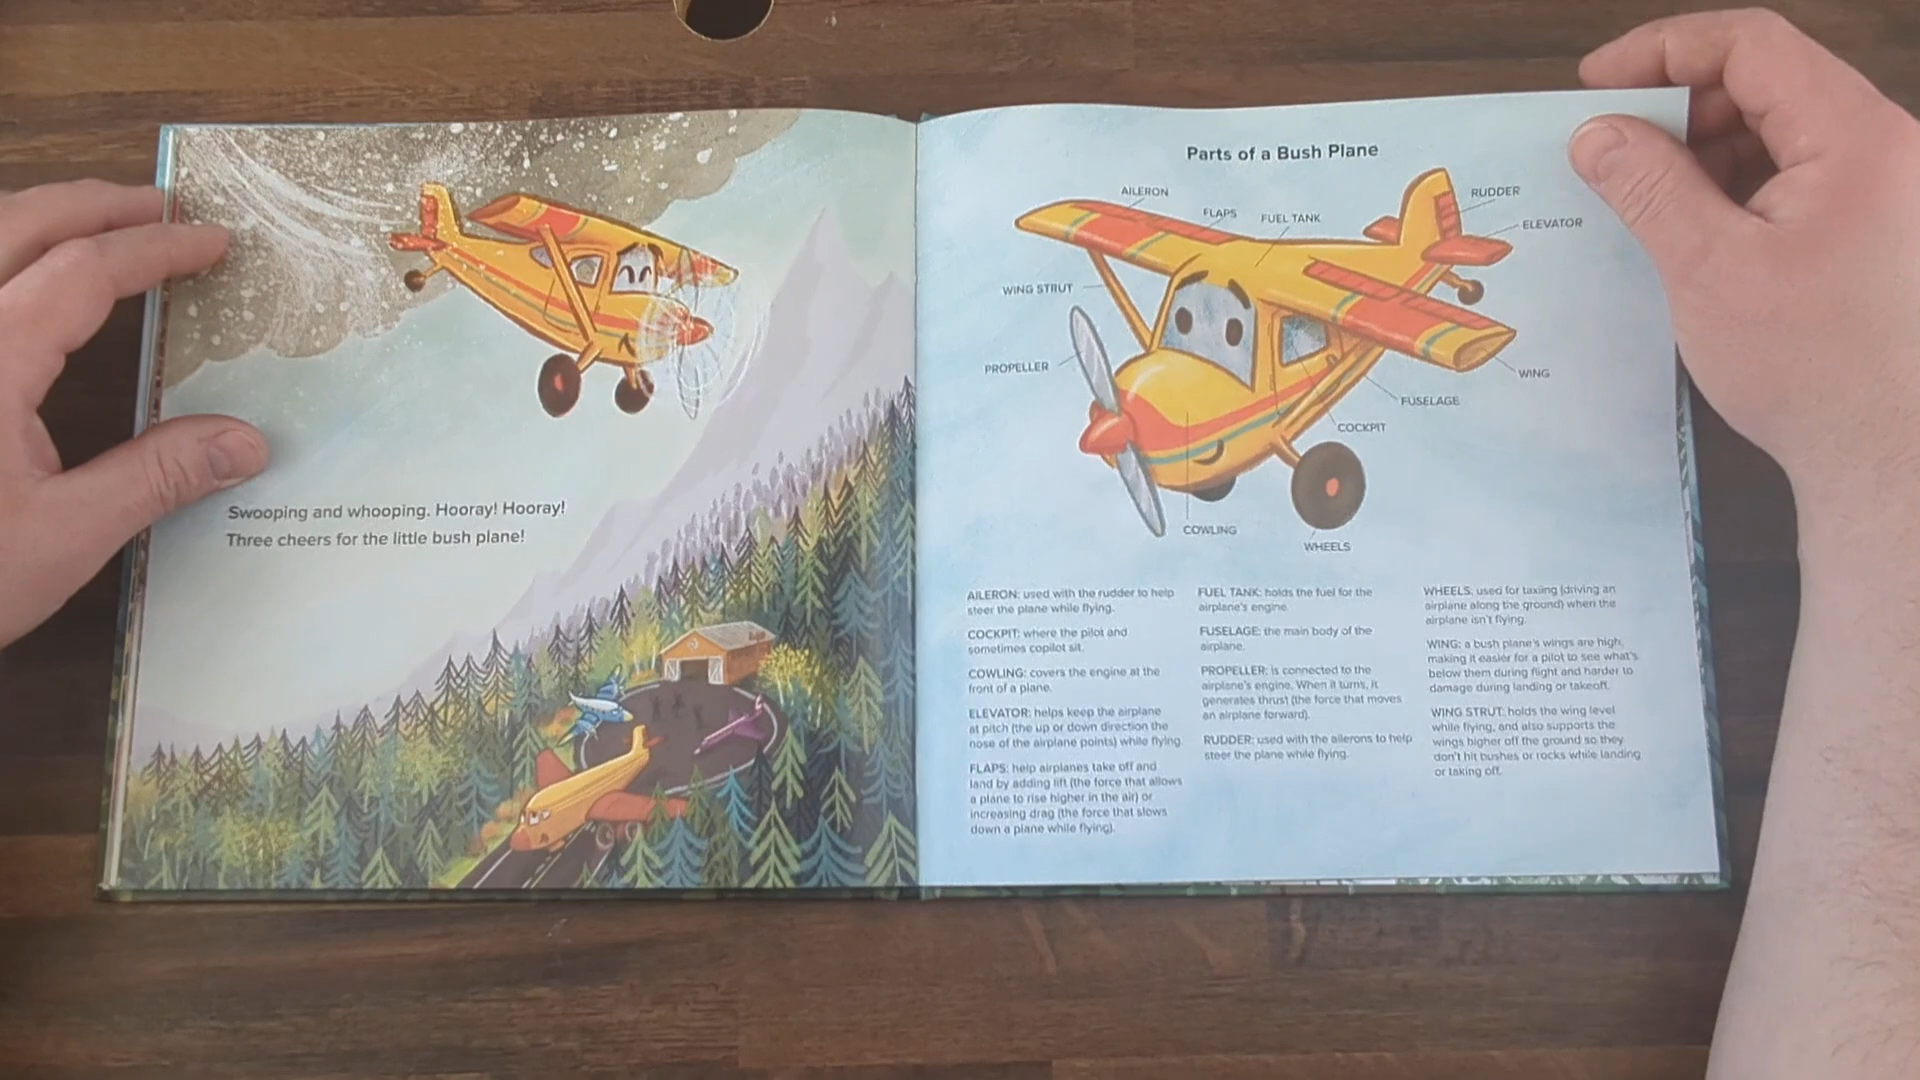 Swooping and whooping. Hooray! Hooray!
Three cheers for the little bush plane!
Parts of a Bush Plane
AILERON
FLAPS
FUEL TANK
RUDDER
ELEVATOR
WING STRUT
PROPELLER
WING
FUSELAGE
COCKPIT
COWLING
WHEELS
AILERON: used with the rudder to help
steer the plane while flying.
COCKPIT: where the pilot and
sometimes copilot sit.
COWLING: covers the engine at the
front of a plane.
ELEVATOR: helps keep the airplane
at pitch (the up or down direction the
nose of the airplane points) while flying.
FLAPS: help airplanes take off and
land by adding lift (the force that allows
a plane to rise higher in the air) or
increasing drag (the force that slows
down a plane while flying).
FUEL TANK: holds the fuel for the
airplane's engine.
FUSELAGE: the main body of the
airplane.
PROPELLER: is connected to the
airplane's engine. When it turns, it
generates thrust (the force that moves
an airplane forward).
RUDDER: used with the ailerons to help
steer the plane while flying.
WHEELS: used for taxiing (driving an
airplane along the ground) when the
airplane isn't flying.
WING: a bush plane's wings are high,
making it easier for a pilot to see what's
below them during flight and harder to
damage during landing or takeoff.
WING STRUT: holds the wing level
while flying, and also supports the
wings higher off the ground so they
don't hit bushes or rocks while landing
or taking off.